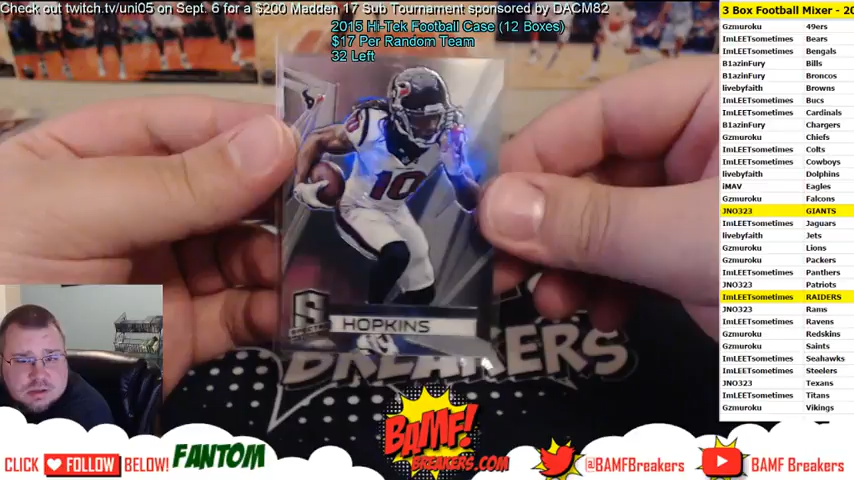 Check out twitch.tv/uni05 on Sept. 6 for a $200 Madden 17 Sub Tournament sponsored by DACM82
2015 Hi-Tek Football Case (12 Boxes)
$17 Per Random Team
32 Left
3 Box Football Mixer - 20
Gzmuroku 49ers
ImLEETsometimes Bears
ImLEETsometimes Bengals
B1azinFury Bills
B1azinFury Broncos
livebyfaith Browns
ImLEETsometimes Bucs
ImLEETsometimes Cardinals
B1azinFury Chargers
Gzmuroku Chiefs
ImLEETsometimes Colts
ImLEETsometimes Cowboys
livebyfaith Dolphins
iMAV Eagles
Gzmuroku Falcons
JNO323 GIANTS
ImLEETsometimes Jaguars
livebyfaith Jets
Gzmuroku Lions
Gzmuroku Packers
ImLEETsometimes Panthers
JNO323 Patriots
ImLEETsometimes RAIDERS
JNO323 Rams
ImLEETsometimes Ravens
Gzmuroku Redskins
Gzmuroku Saints
ImLEETsometimes Seahawks
ImLEETsometimes Steelers
JNO323 Texans
ImLEETsometimes Titans
Gzmuroku Vikings
10
S
SPECTRA
HOPKINS
BREAKERS
CLICK FOLLOW BELOW!
FANTOM
BAMF!
BREAKERS.COM
@BAMFBreakers
BAMF Breakers